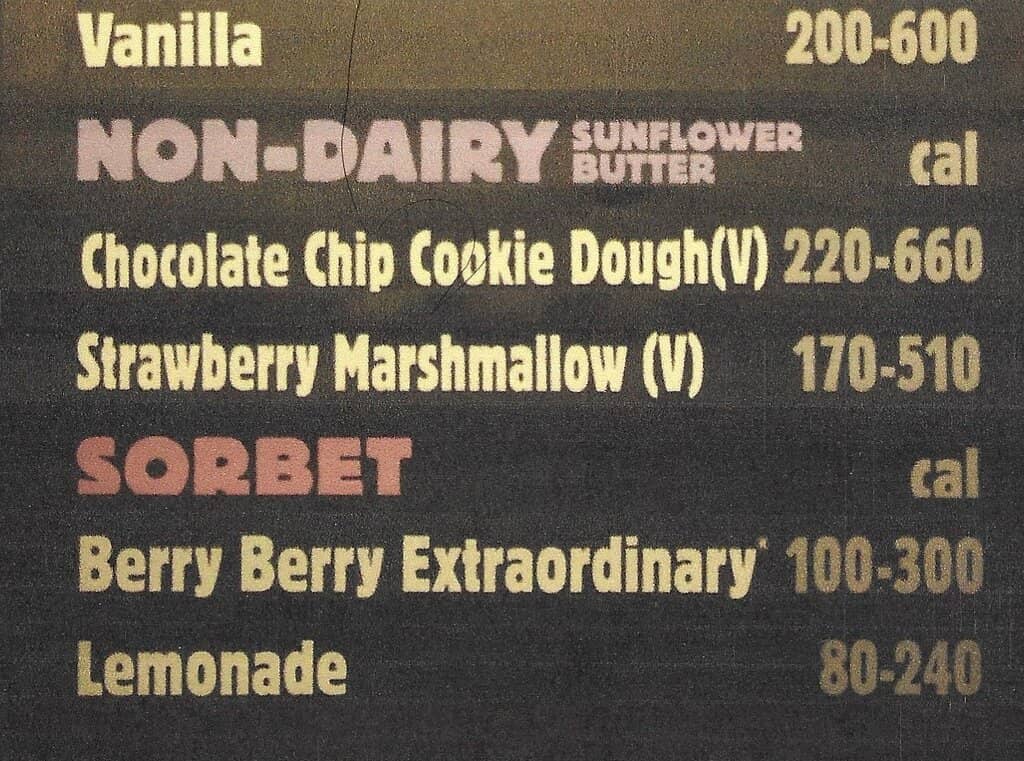 Vanilla 200-600
NON-DAIRY SUNFLOWER BUTTER cal
Chocolate Chip Cookie Dough(V) 220-660
Strawberry Marshmallow (V) 170-510
SORBET cal
Berry Berry Extraordinary* 100-300
Lemonade 80-240